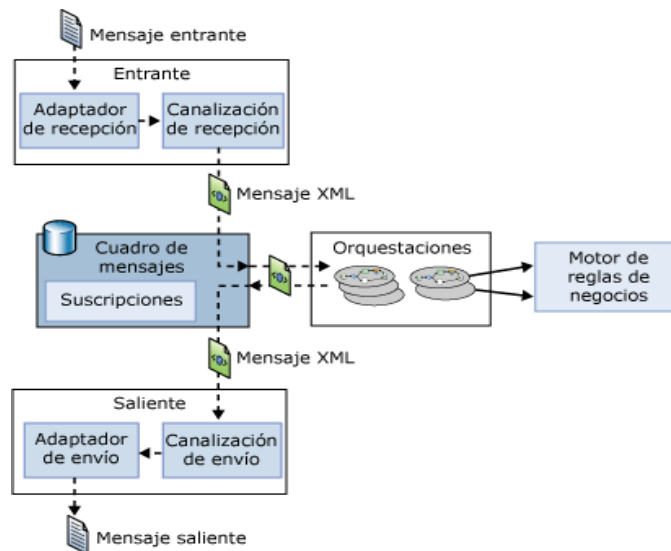 Mensaje entrante
Entrante
Adaptador
de recepción
Canalización
de recepción
Mensaje XML
Cuadro de
mensajes
Suscripciones
Orquestaciones
Motor de
reglas de
negocios
Mensaje XML
Saliente
Adaptador
de envío
Canalización
de envío
Mensaje saliente